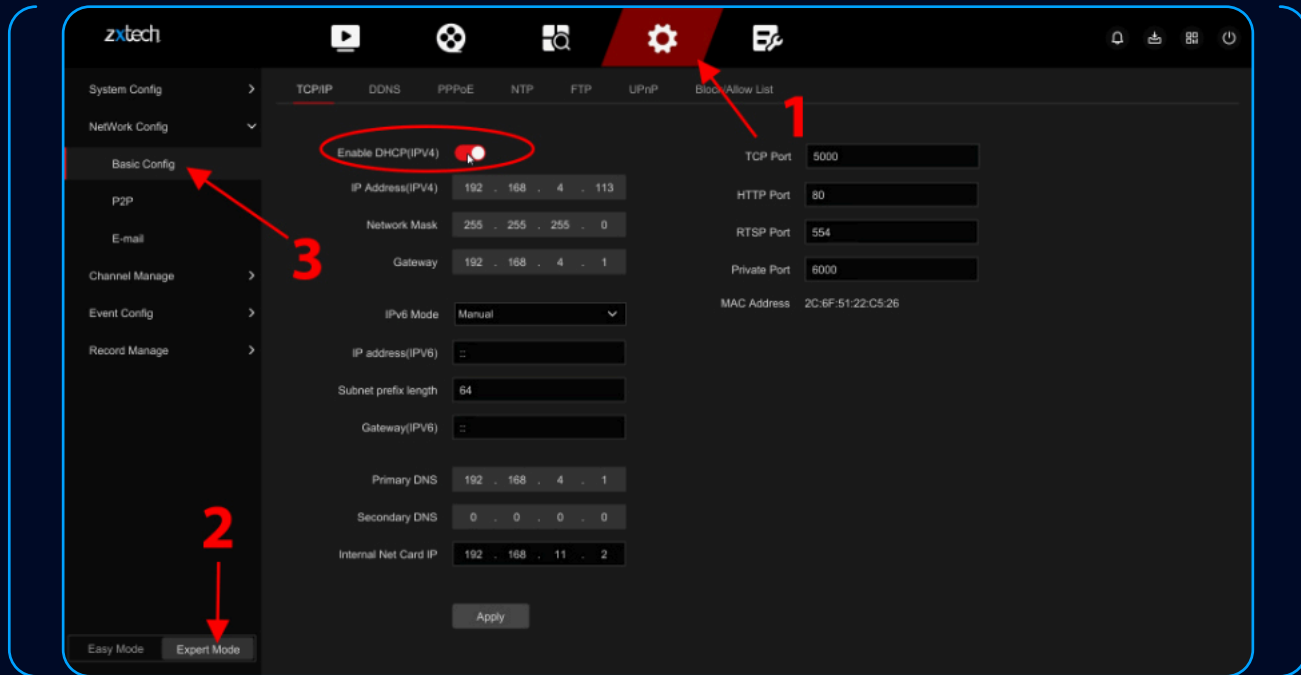 zxtech
System Config
NetWork Config
Basic Config
P2P
E-mail
Channel Manage
Event Config
Record Manage
Easy Mode Expert Mode
TCP/IP DDNS PPPoE NTP FTP UPnP Block/Allow List
Enable DHCP(IPV4)
IP Address(IPV4) 192 . 168 . 4 . 113
Network Mask 255 . 255 . 255 . 0
Gateway 192 . 168 . 4 . 1
IPv6 Mode Manual
IP address(IPV6) ::
Subnet prefix length 64
Gateway(IPV6) ::
Primary DNS 192 . 168 . 4 . 1
Secondary DNS 0 . 0 . 0 . 0
Internal Net Card IP 192 . 168 . 11 . 2
Apply
TCP Port 5000
HTTP Port 80
RTSP Port 554
Private Port 6000
MAC Address 2C:6F:51:22:C5:26
1
2
3